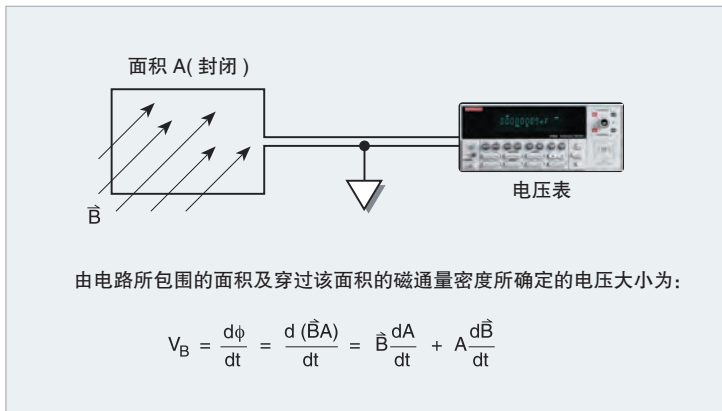 面积 A( 封闭 )
B⃗
电压表
由电路所包围的面积及穿过该面积的磁通量密度所确定的电压大小为：
V_B = dϕ/dt = d (B⃗A)/dt = B⃗ dA/dt + A dB⃗/dt